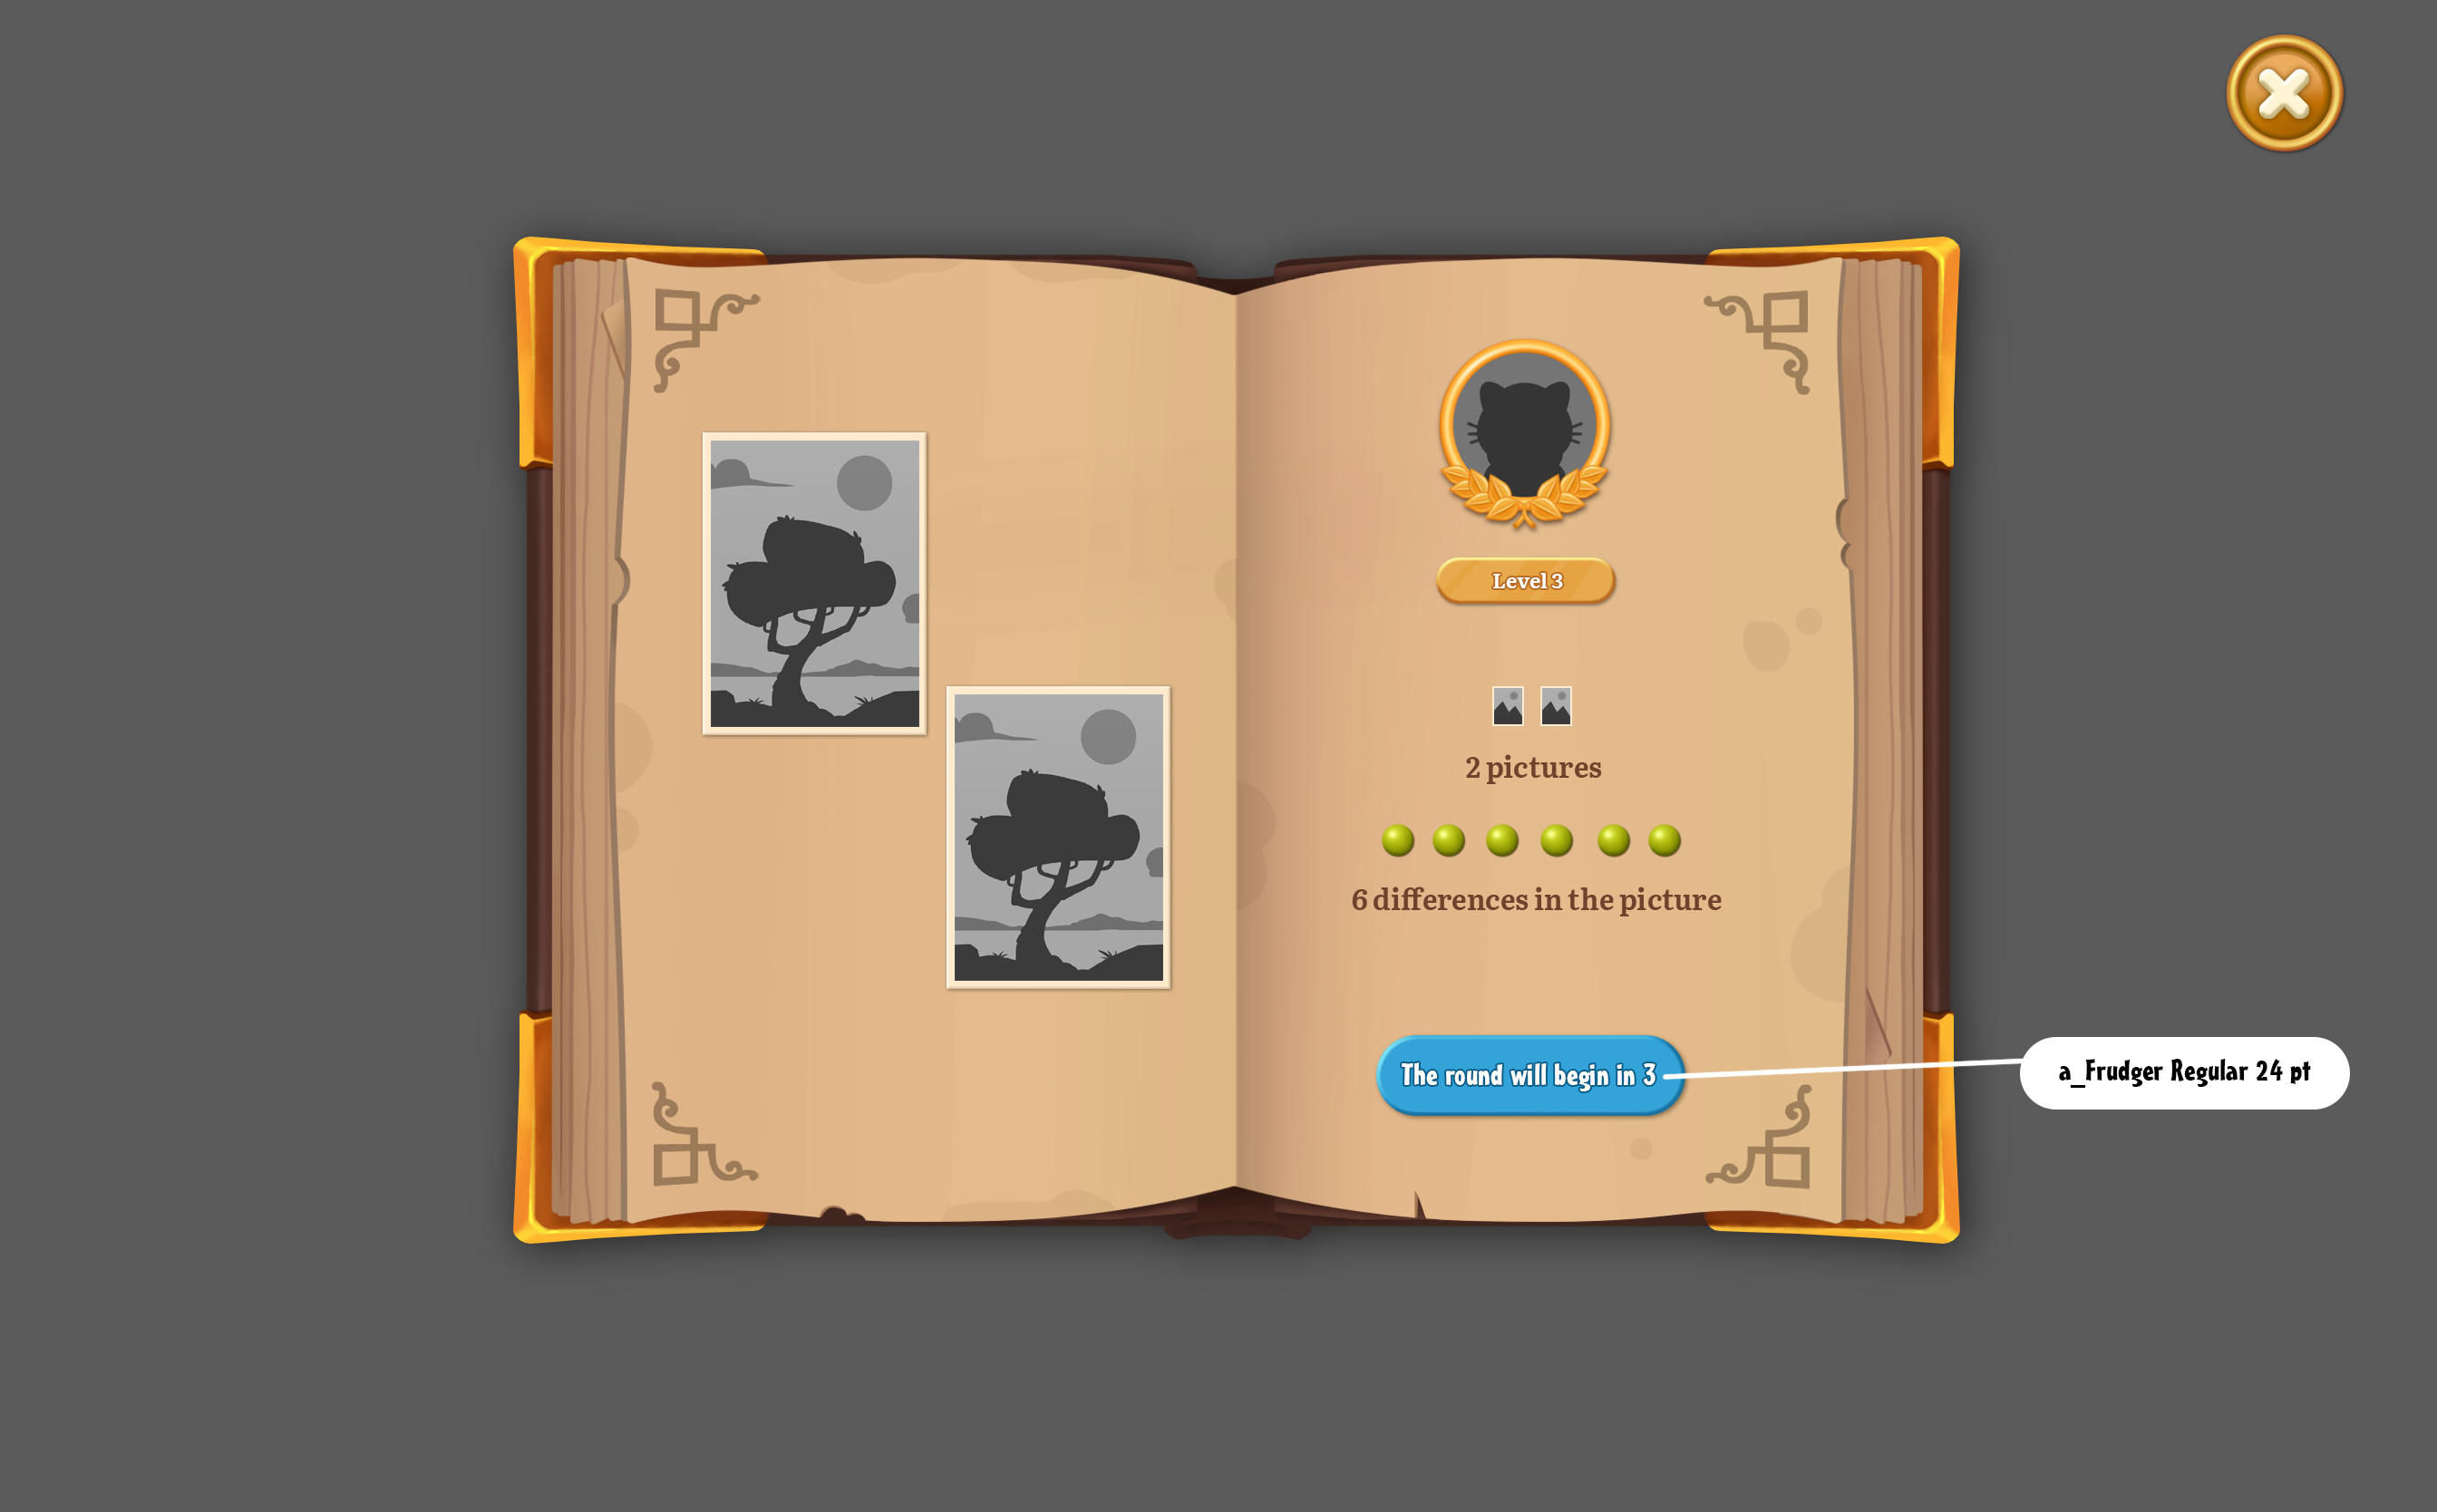 Level 3
2 pictures
6 differences in the picture
The round will begin in 3
a_Frudger Regular 24 pt